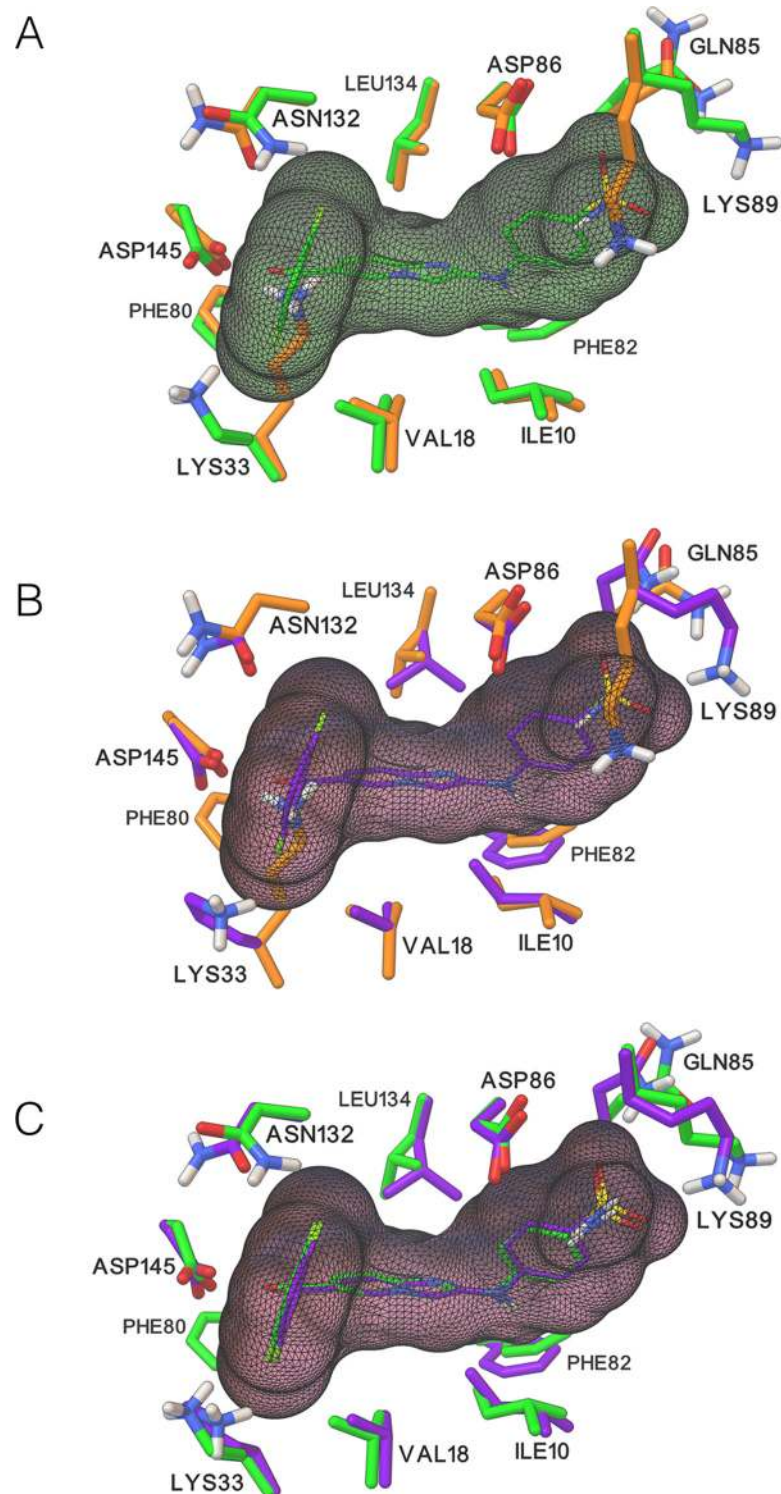 A
GLN85
ASP86
LEU134
ASN132
LYS89
ASP145
PHE80
PHE82
VAL18
ILE10
LYS33
B
GLN85
ASP86
LEU134
ASN132
LYS89
ASP145
PHE80
PHE82
VAL18
ILE10
LYS33
C
GLN85
ASP86
LEU134
ASN132
LYS89
ASP145
PHE80
PHE82
VAL18
ILE10
LYS33